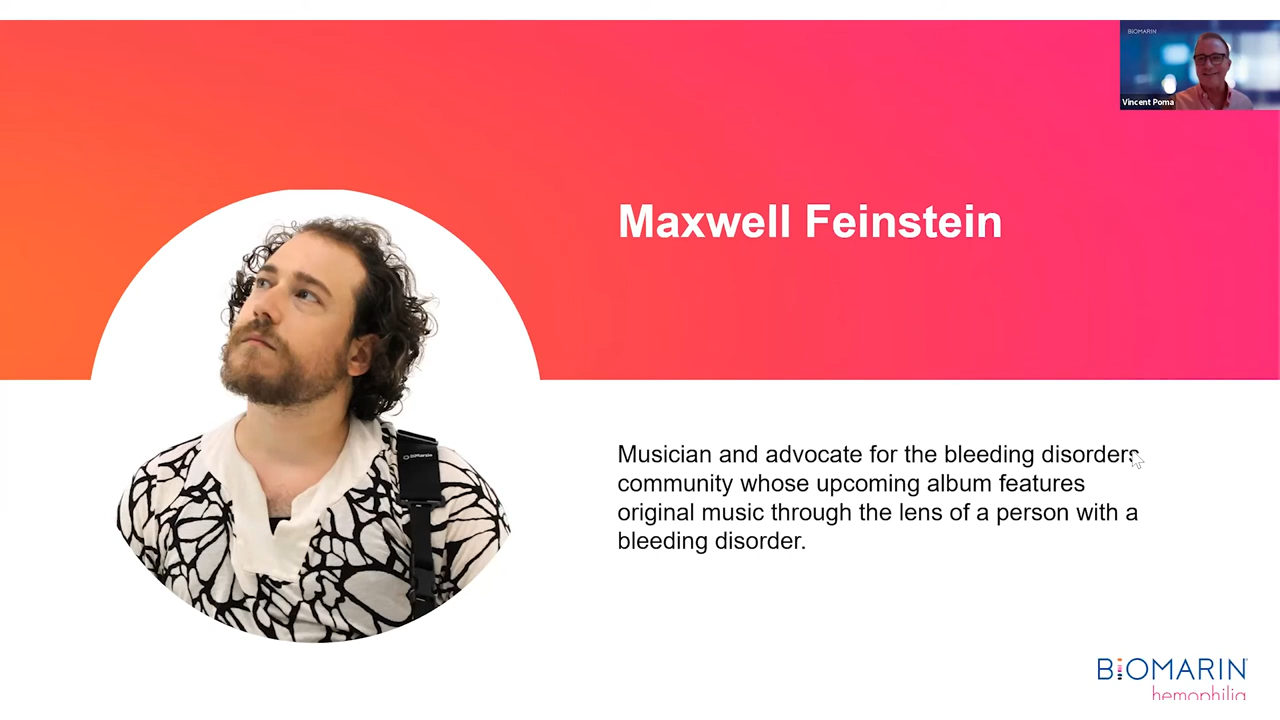 BIOMARIN
Vincent Poma
Maxwell Feinstein
DiMarzio
Musician and advocate for the bleeding disorders
community whose upcoming album features
original music through the lens of a person with a
bleeding disorder.
BIOMARIN
hemophilia